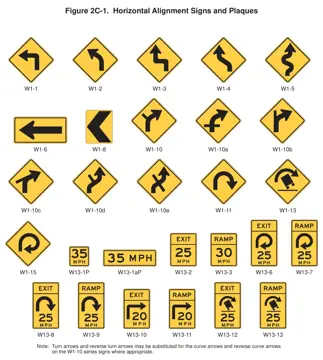 Figure 2C-1. Horizontal Alignment Signs and Plaques
W1-1 W1-2 W1-3 W1-4 W1-5
W1-6 W1-8 W1-10 W1-10a W1-10b
W1-10c W1-10d W1-10e W1-11 W1-13
35
MPH
35 MPH
EXIT
25
MPH
RAMP
30
MPH
EXIT
25
MPH
RAMP
25
MPH
W1-15 W13-1P W13-1aP W13-2 W13-3 W13-6 W13-7
EXIT
25
MPH
RAMP
25
MPH
EXIT
20
MPH
RAMP
20
MPH
EXIT
25
MPH
RAMP
25
MPH
W13-8 W13-9 W13-10 W13-11 W13-12 W13-13
Note: Turn arrows and reverse turn arrows may be substituted for the curve arrows and reverse curve arrows
on the W1-10 series signs where appropriate.